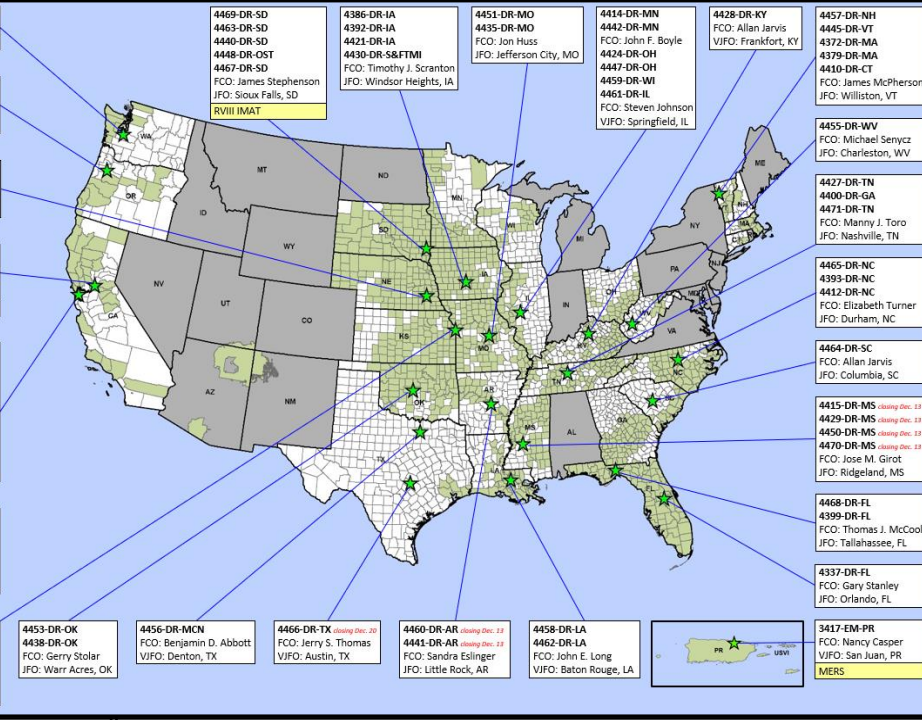 4469-DR-SD
4463-DR-SD
4440-DR-SD
4448-DR-OST
4467-DR-SD
FCO: James Stephenson
JFO: Sioux Falls, SD
RVIII IMAT
4386-DR-IA
4392-DR-IA
4421-DR-IA
4430-DR-S&FTMI
FCO: Timothy J. Scranton
JFO: Windsor Heights, IA
4451-DR-MO
4435-DR-MO
FCO: Jon Huss
JFO: Jefferson City, MO
4414-DR-MN
4442-DR-MN
FCO: John F. Boyle
4424-DR-OH
4447-DR-OH
4459-DR-WI
4461-DR-IL
FCO: Steven Johnson
VJFO: Springfield, IL
4428-DR-KY
FCO: Allan Jarvis
VJFO: Frankfort, KY
4457-DR-NH
4445-DR-VT
4372-DR-MA
4379-DR-MA
4410-DR-CT
FCO: James McPherson
JFO: Williston, VT
4455-DR-WV
FCO: Michael Senycz
JFO: Charleston, WV
4427-DR-TN
4400-DR-GA
4471-DR-TN
FCO: Manny J. Toro
JFO: Nashville, TN
4465-DR-NC
4393-DR-NC
4412-DR-NC
FCO: Elizabeth Turner
JFO: Durham, NC
4464-DR-SC
FCO: Allan Jarvis
JFO: Columbia, SC
4415-DR-MS closing Dec. 13
4429-DR-MS closing Dec. 13
4450-DR-MS closing Dec. 13
4470-DR-MS closing Dec. 13
FCO: Jose M. Girot
JFO: Ridgeland, MS
4468-DR-FL
4399-DR-FL
FCO: Thomas J. McCool
JFO: Tallahassee, FL
4337-DR-FL
FCO: Gary Stanley
JFO: Orlando, FL
3417-EM-PR
FCO: Nancy Casper
VJFO: San Juan, PR
MERS
4453-DR-OK
4438-DR-OK
FCO: Gerry Stolar
JFO: Warr Acres, OK
4456-DR-MCN
FCO: Benjamin D. Abbott
VJFO: Denton, TX
4466-DR-TX closing Dec. 20
FCO: Jerry S. Thomas
VJFO: Austin, TX
4460-DR-AR closing Dec. 13
4441-DR-AR closing Dec. 13
FCO: Sandra Eslinger
JFO: Little Rock, AR
4458-DR-LA
4462-DR-LA
FCO: John E. Long
VJFO: Baton Rouge, LA
WA
MT
ND
MN
ME
OR
ID
SD
WI
MI
VT
NH
NY
MA
CT
WY
IA
PA
NJ
NE
NV
UT
CO
IL
IN
OH
CA
KS
MO
KY
VA
AZ
NM
OK
AR
TN
NC
SC
TX
LA
MS
AL
GA
FL
PR
USVI